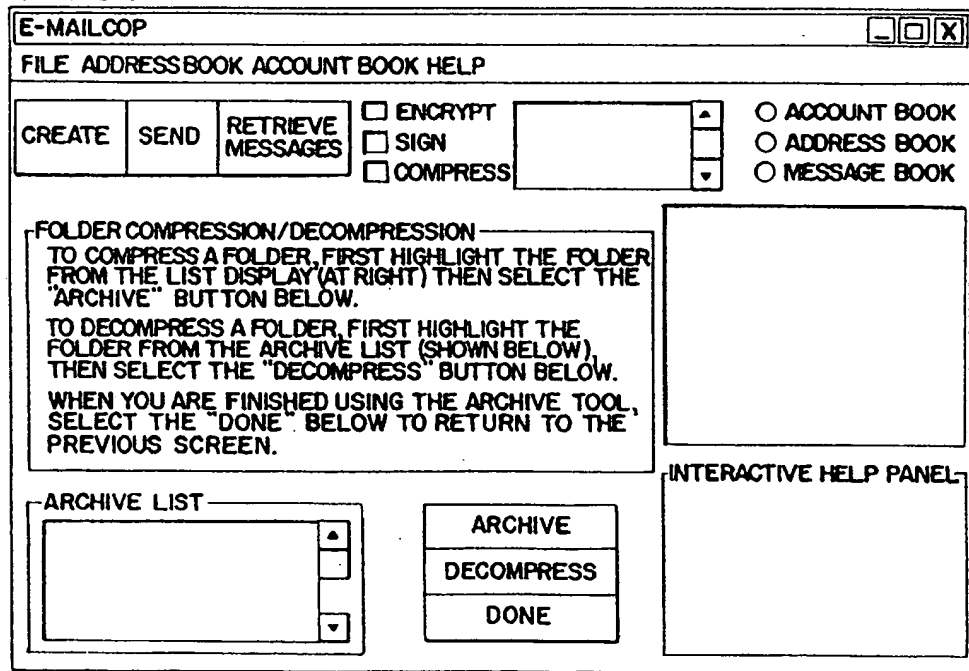 E-MAILCOP
FILE ADDRESS BOOK ACCOUNT BOOK HELP
CREATE
SEND
RETRIEVE
MESSAGES
ENCRYPT
SIGN
COMPRESS
ACCOUNT BOOK
ADDRESS BOOK
MESSAGE BOOK
FOLDER COMPRESSION/DECOMPRESSION
TO COMPRESS A FOLDER, FIRST HIGHLIGHT THE FOLDER
FROM THE LIST DISPLAY (AT RIGHT) THEN SELECT THE
"ARCHIVE" BUTTON BELOW.
TO DECOMPRESS A FOLDER, FIRST HIGHLIGHT THE
FOLDER FROM THE ARCHIVE LIST (SHOWN BELOW),
THEN SELECT THE "DECOMPRESS" BUTTON BELOW.
WHEN YOU ARE FINISHED USING THE ARCHIVE TOOL,
SELECT THE "DONE" BELOW TO RETURN TO THE
PREVIOUS SCREEN.
ARCHIVE LIST
ARCHIVE
DECOMPRESS
DONE
INTERACTIVE HELP PANEL